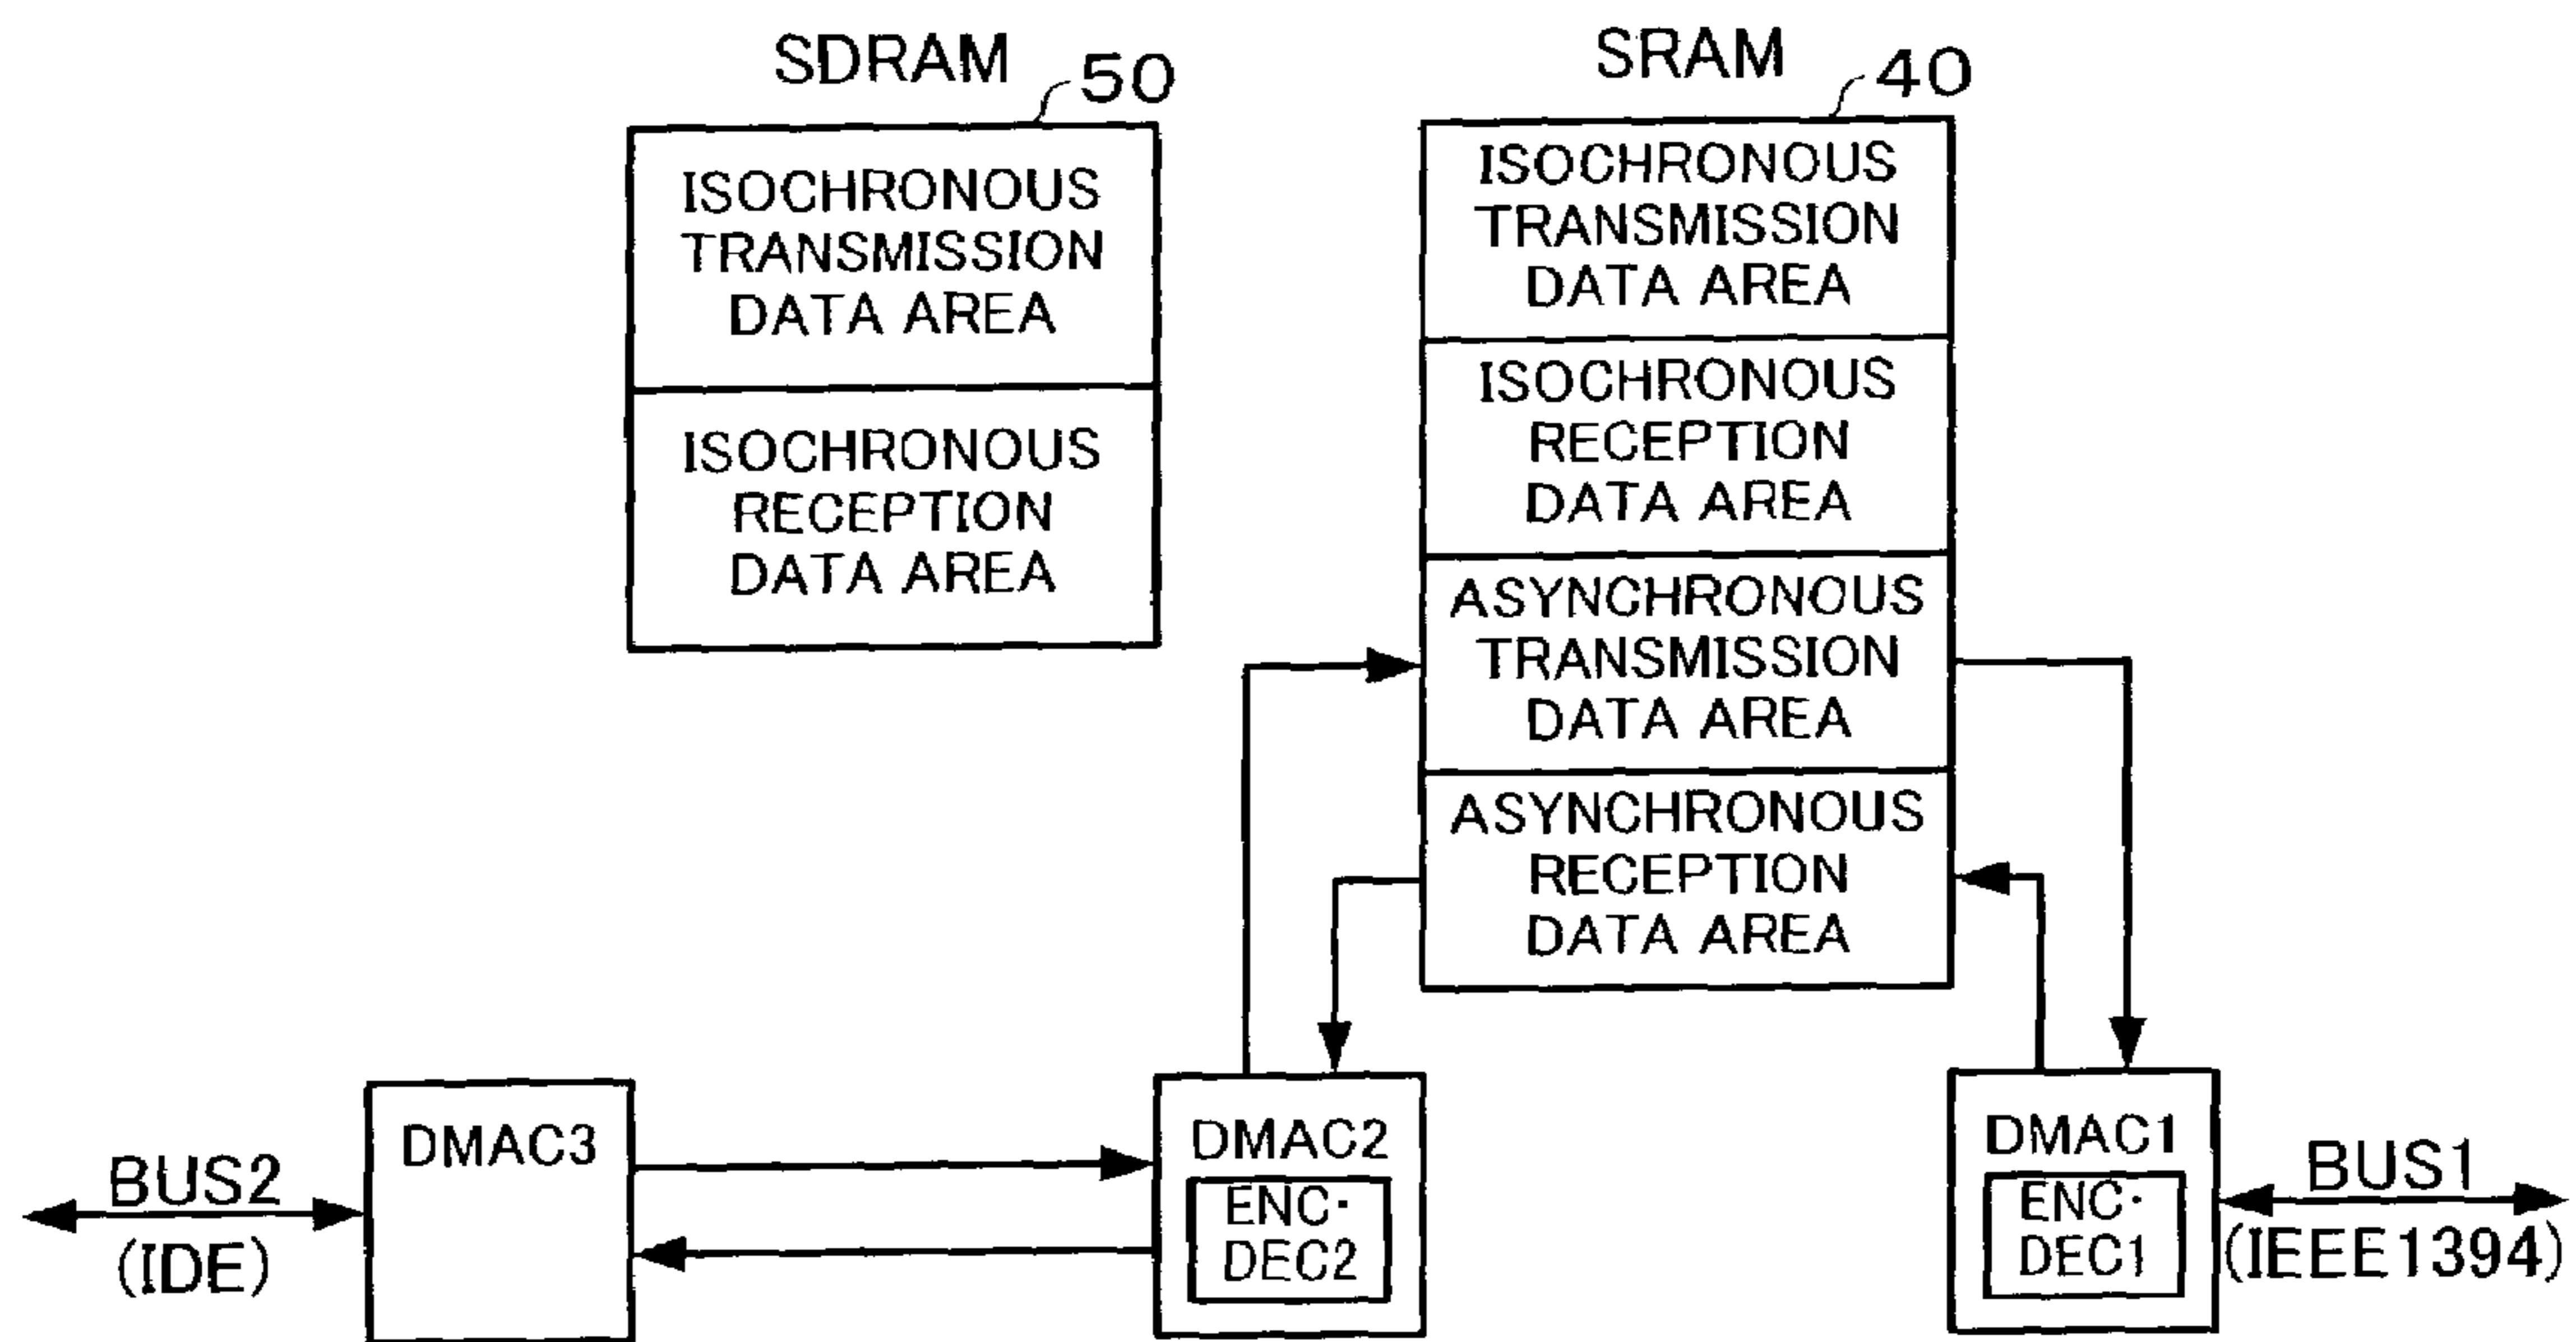 SDRAM
50
ISOCHRONOUS
TRANSMISSION
DATA AREA
ISOCHRONOUS
RECEPTION
DATA AREA
SRAM
40
ISOCHRONOUS
TRANSMISSION
DATA AREA
ISOCHRONOUS
RECEPTION
DATA AREA
ASYNCHRONOUS
TRANSMISSION
DATA AREA
ASYNCHRONOUS
RECEPTION
DATA AREA
BUS2
(IDE)
DMAC3
DMAC2
ENC·
DEC2
DMAC1
ENC·
DEC1
BUS1
(IEEE1394)